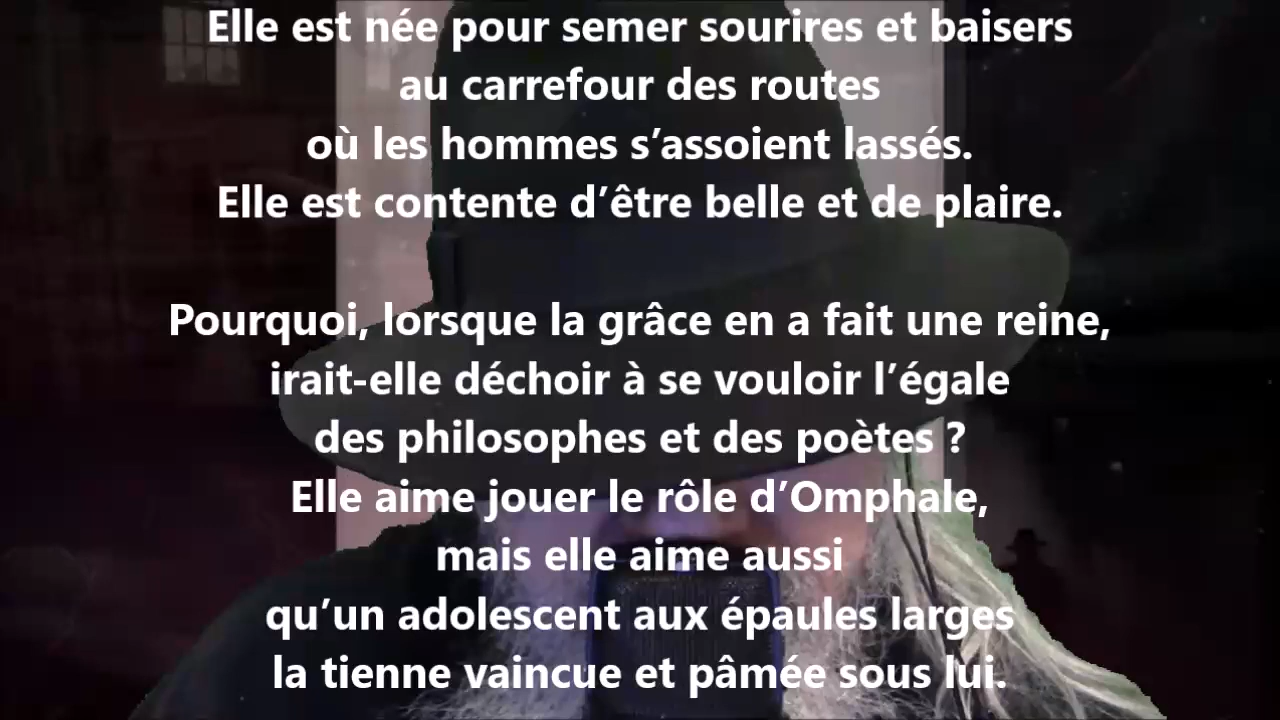 Elle est née pour semer sourires et baisers
au carrefour des routes
où les hommes s’assoient lassés.
Elle est contente d’être belle et de plaire.
Pourquoi, lorsque la grâce en a fait une reine,
irait-elle déchoir à se vouloir l’égale
des philosophes et des poètes ?
Elle aime jouer le rôle d’Omphale,
mais elle aime aussi
qu’un adolescent aux épaules larges
la tienne vaincue et pâmée sous lui.